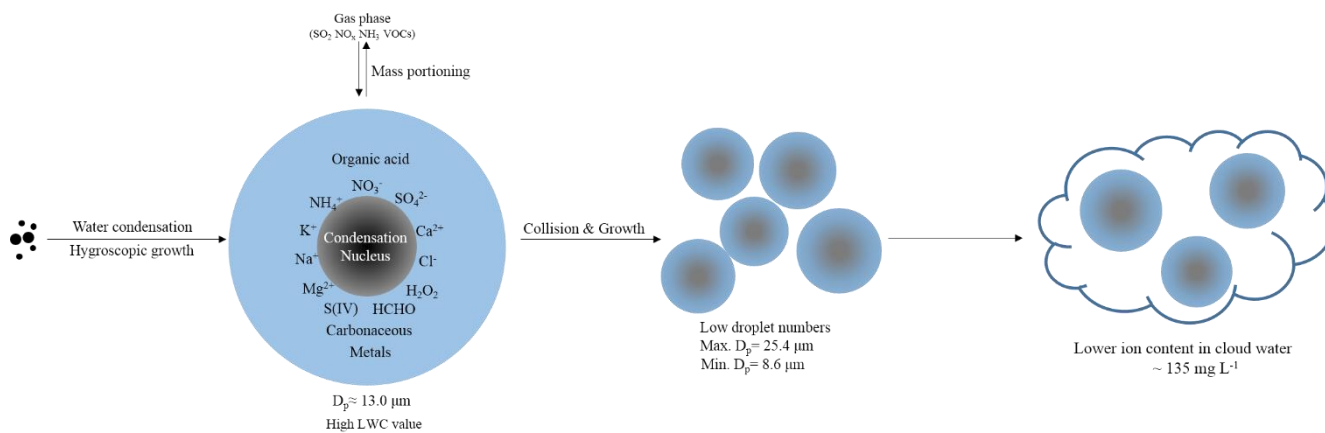 Gas phase
(SO₂ NOₓ NH₃ VOCs)
Mass portioning
Water condensation
Hygroscopic growth
Organic acid
NO₃⁻
NH₄⁺
SO₄²⁻
K⁺
Ca²⁺
Condensation
Nucleus
Na⁺
Cl⁻
Mg²⁺
H₂O₂
S(IV)
HCHO
Carbonaceous
Metals
Dₚ≈ 13.0 μm
High LWC value
Collision & Growth
Low droplet numbers
Max. Dₚ= 25.4 μm
Min. Dₚ= 8.6 μm
Lower ion content in cloud water
~ 135 mg L⁻¹